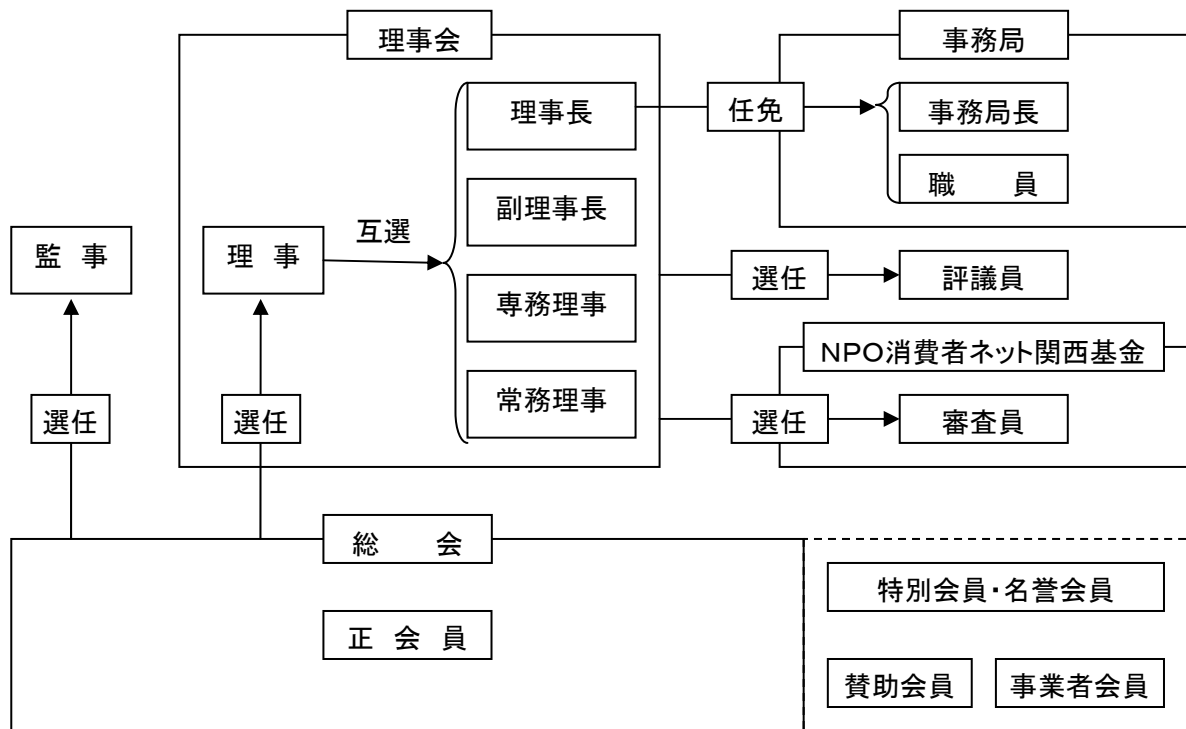 理事会
事務局
理事長
任免
事務局長
職　員
副理事長
互選
監 事
理 事
選任
評議員
専務理事
NPO消費者ネット関西基金
常務理事
選任
選任
選任
審査員
総　会
特別会員・名誉会員
正 会 員
賛助会員
事業者会員